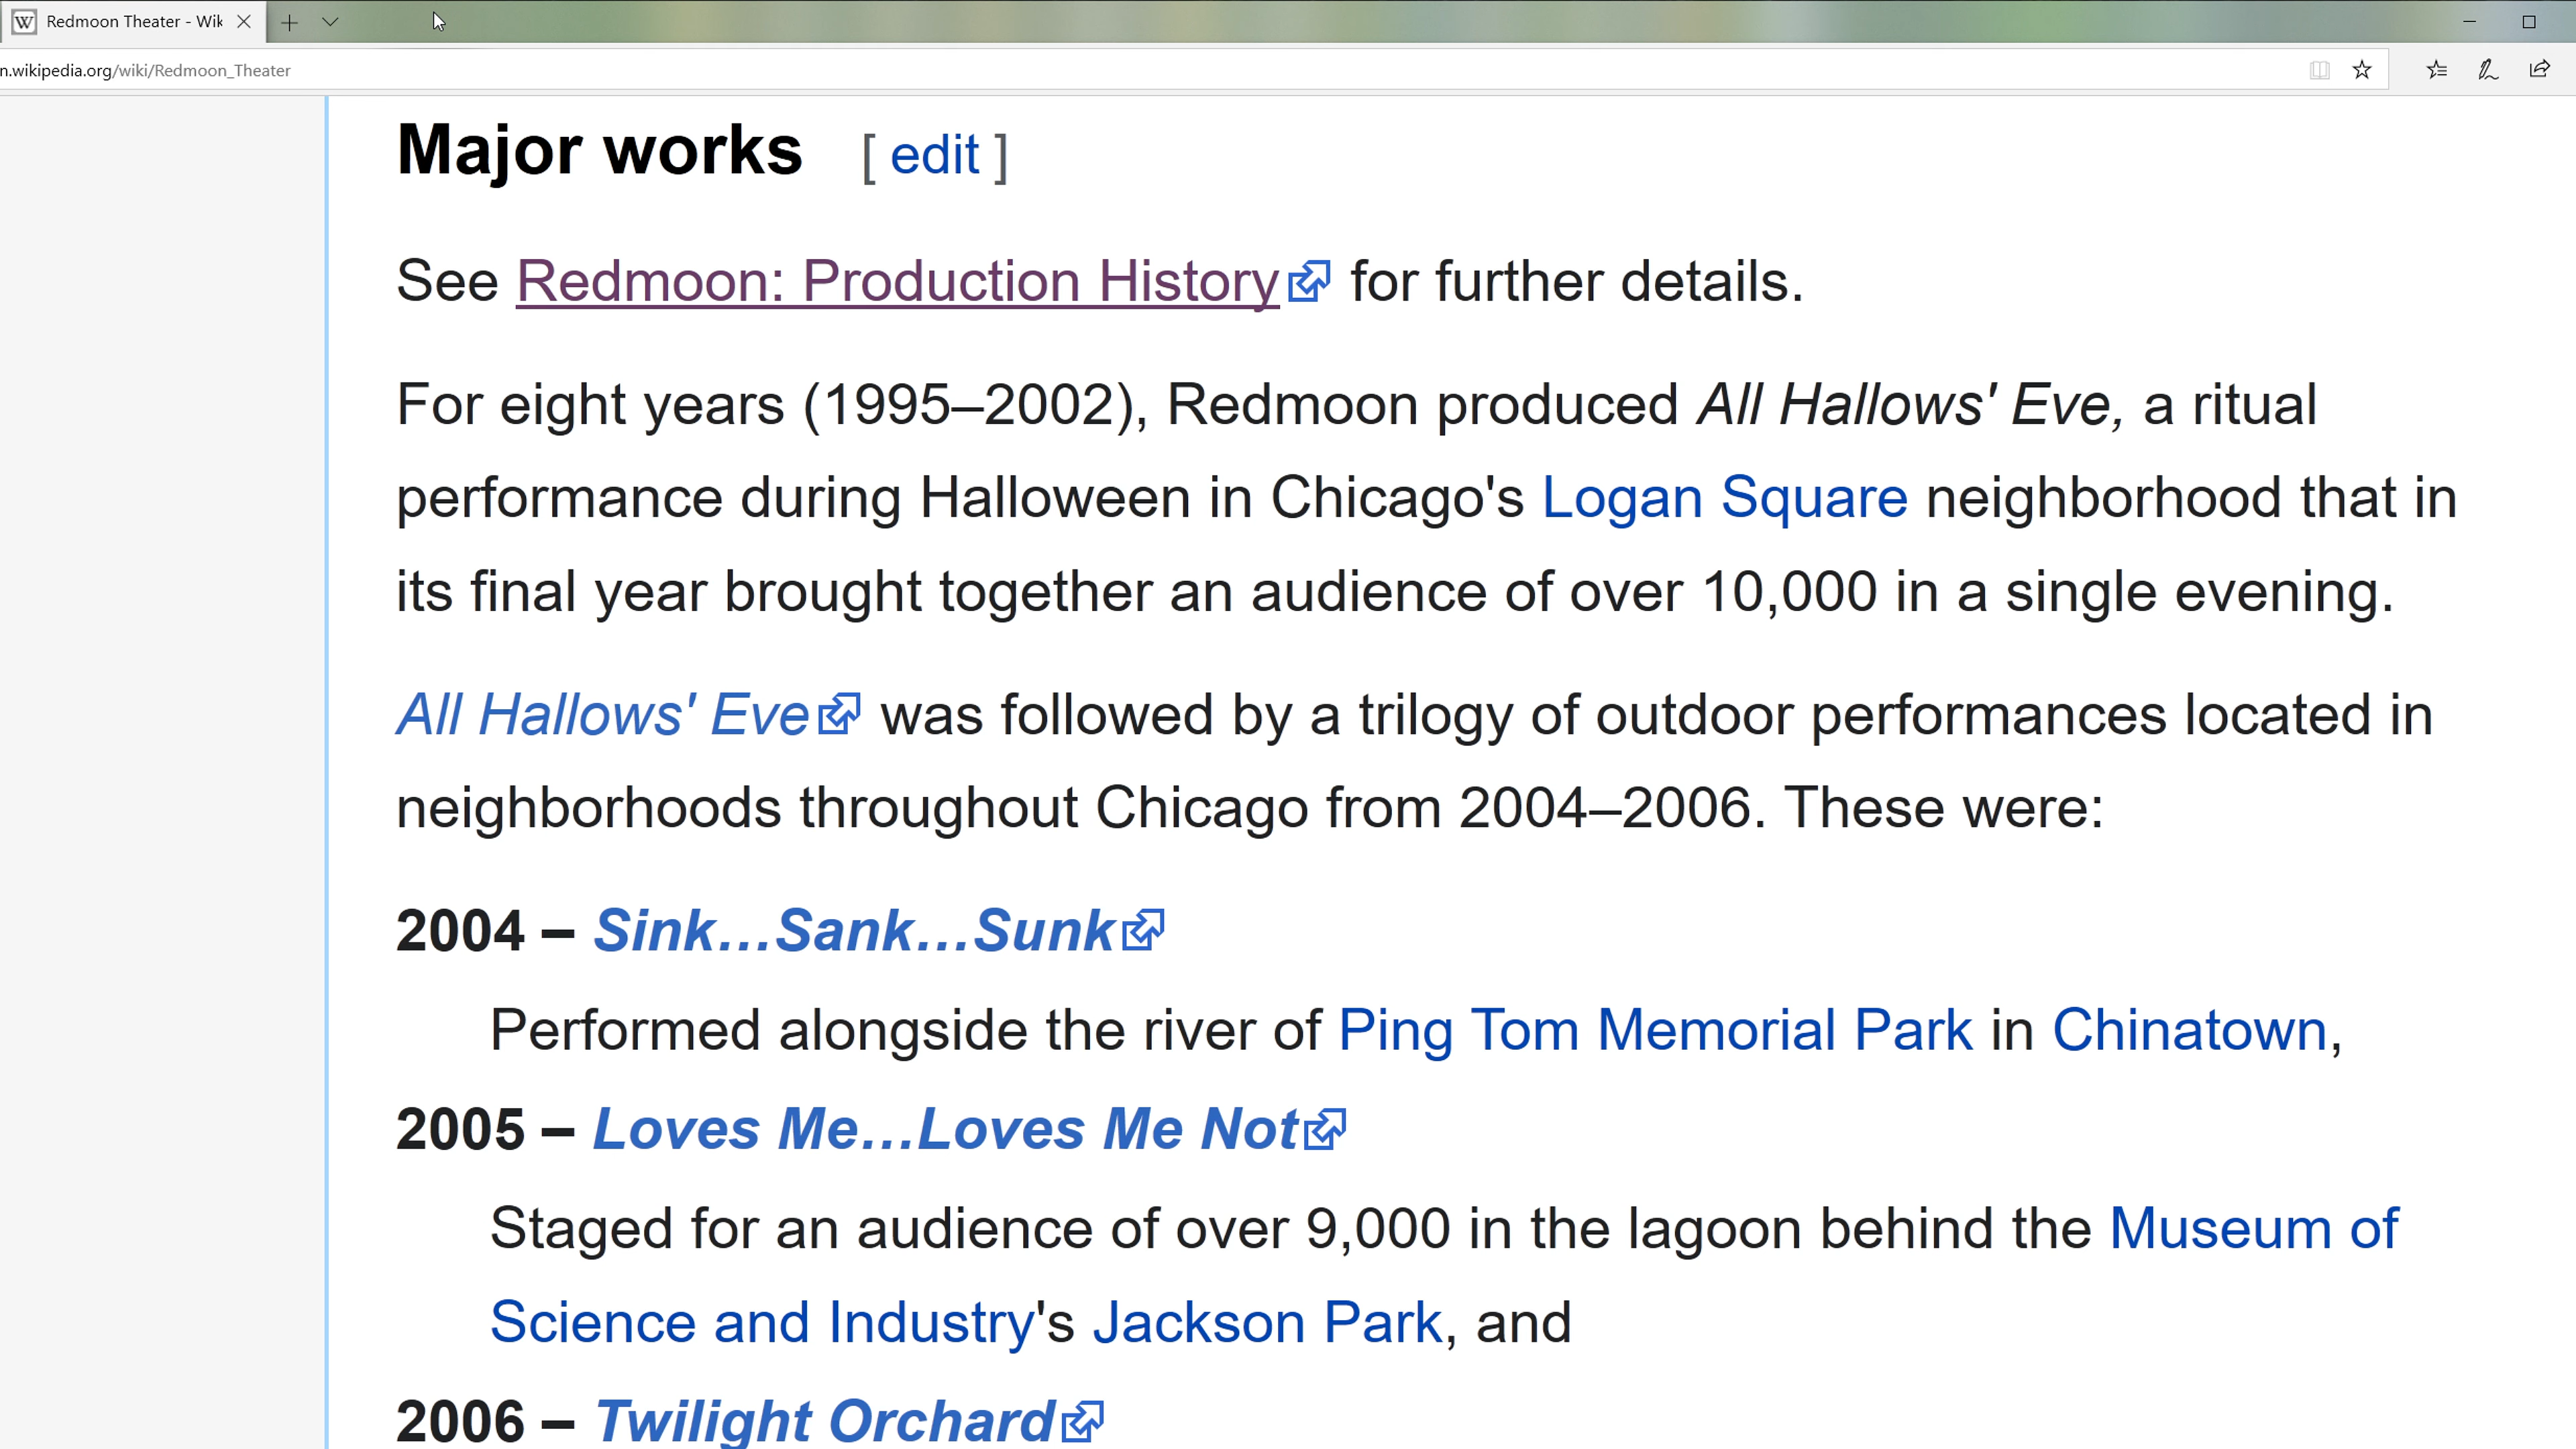 Redmoon Theater - Wik
n.wikipedia.org/wiki/Redmoon_Theater
Major works [ edit ]
See Redmoon: Production History for further details.
For eight years (1995–2002), Redmoon produced All Hallows' Eve, a ritual
performance during Halloween in Chicago's Logan Square neighborhood that in
its final year brought together an audience of over 10,000 in a single evening.
All Hallows' Eve was followed by a trilogy of outdoor performances located in
neighborhoods throughout Chicago from 2004–2006. These were:
2004 – Sink…Sank…Sunk
Performed alongside the river of Ping Tom Memorial Park in Chinatown,
2005 – Loves Me…Loves Me Not
Staged for an audience of over 9,000 in the lagoon behind the Museum of
Science and Industry's Jackson Park, and
2006 – Twilight Orchard